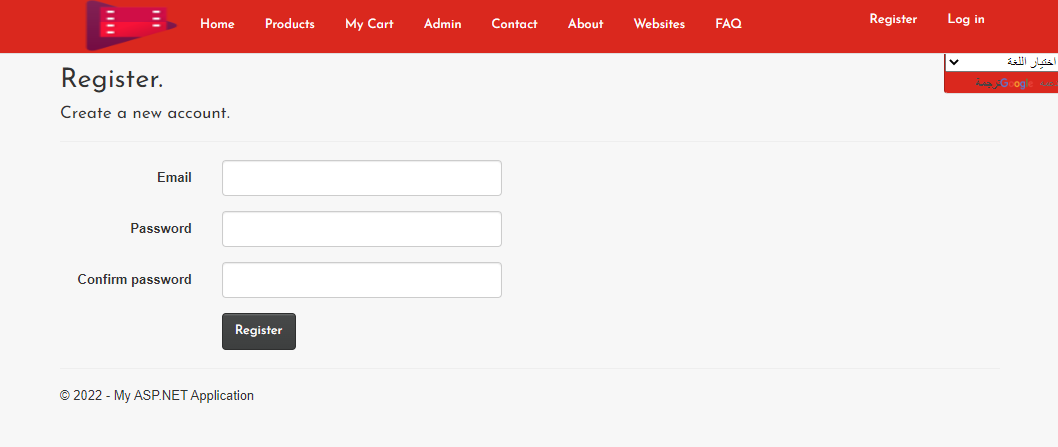 Home Products My Cart Admin Contact About Websites FAQ Register Log in
اختيار اللغة
Google ترجمة
Register.
Create a new account.
Email
Password
Confirm password
Register
© 2022 - My ASP.NET Application